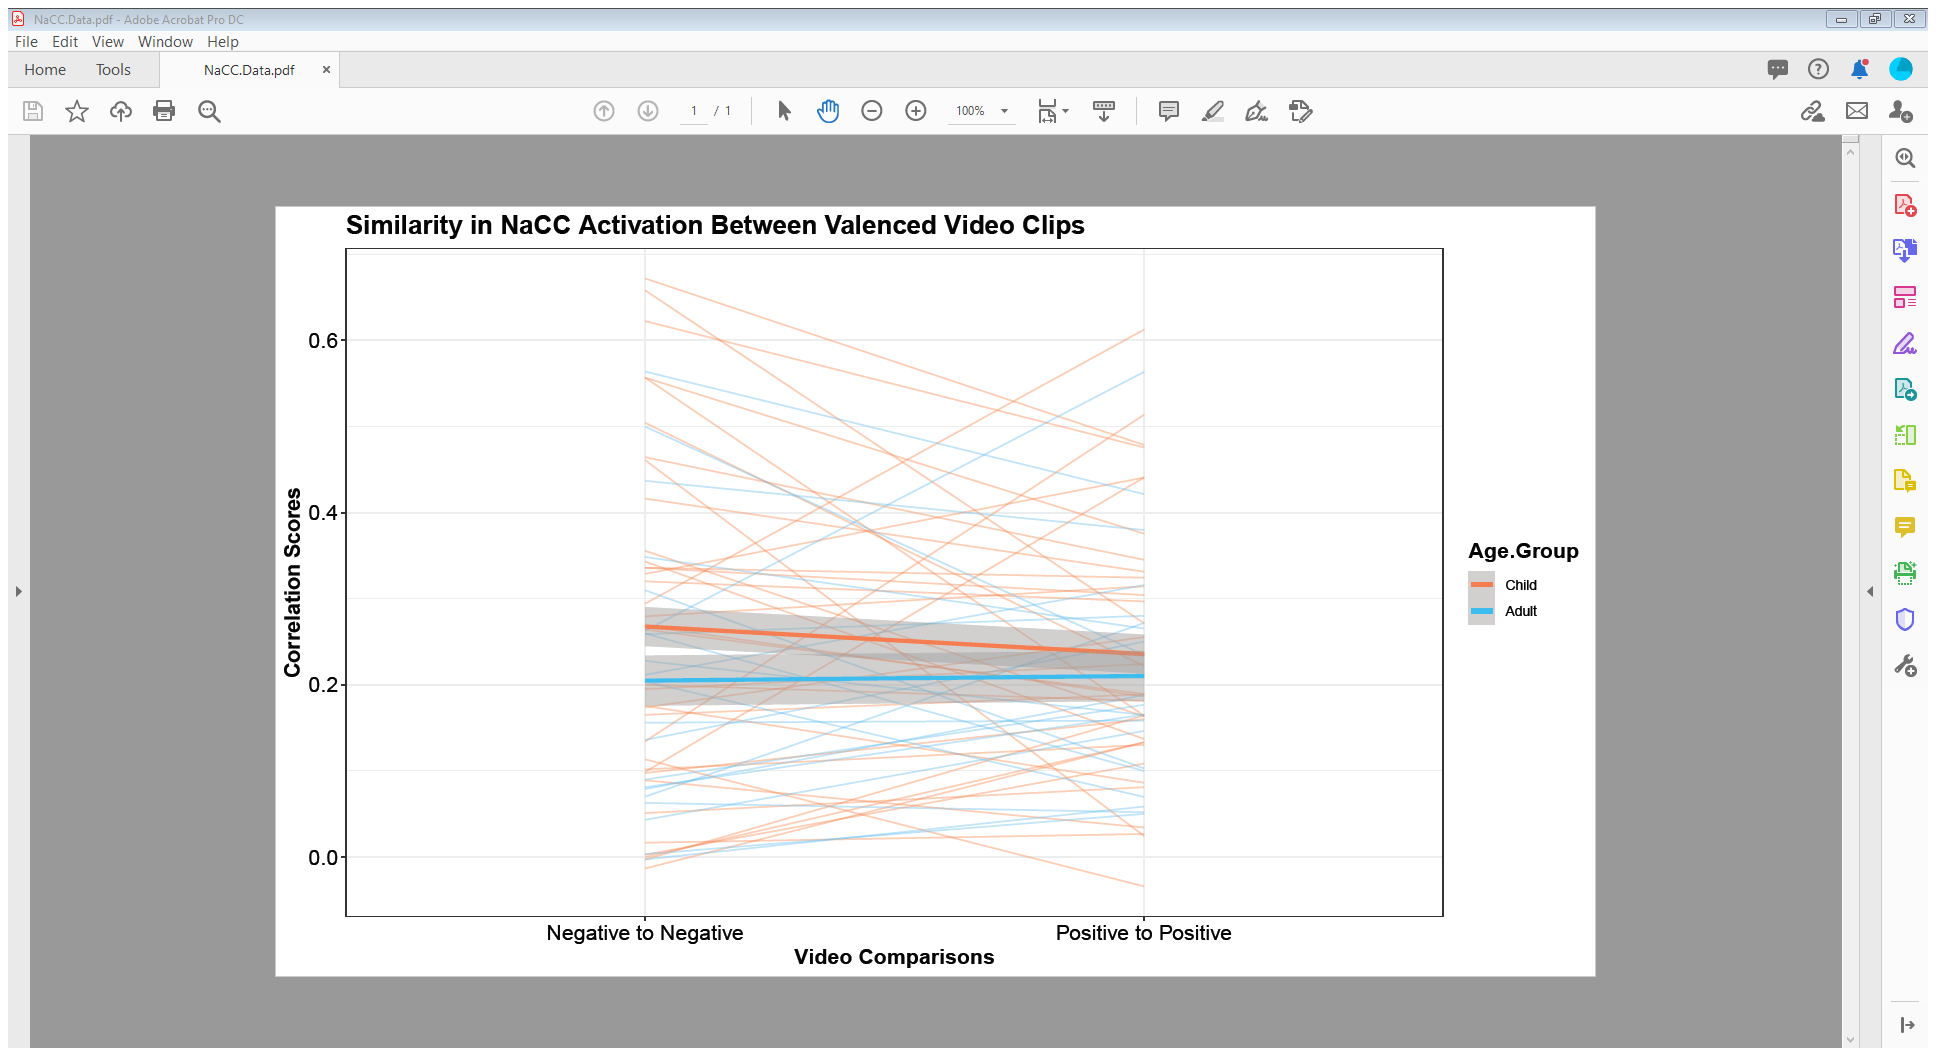 NaCC.Data.pdf - Adobe Acrobat Pro DC
File Edit View Window Help
Home Tools NaCC.Data.pdf ×
1 / 1 100%
Similarity in NaCC Activation Between Valenced Video Clips
Correlation Scores
0.6
0.4
0.2
0.0
Negative to Negative Positive to Positive
Video Comparisons
Age.Group
Child
Adult